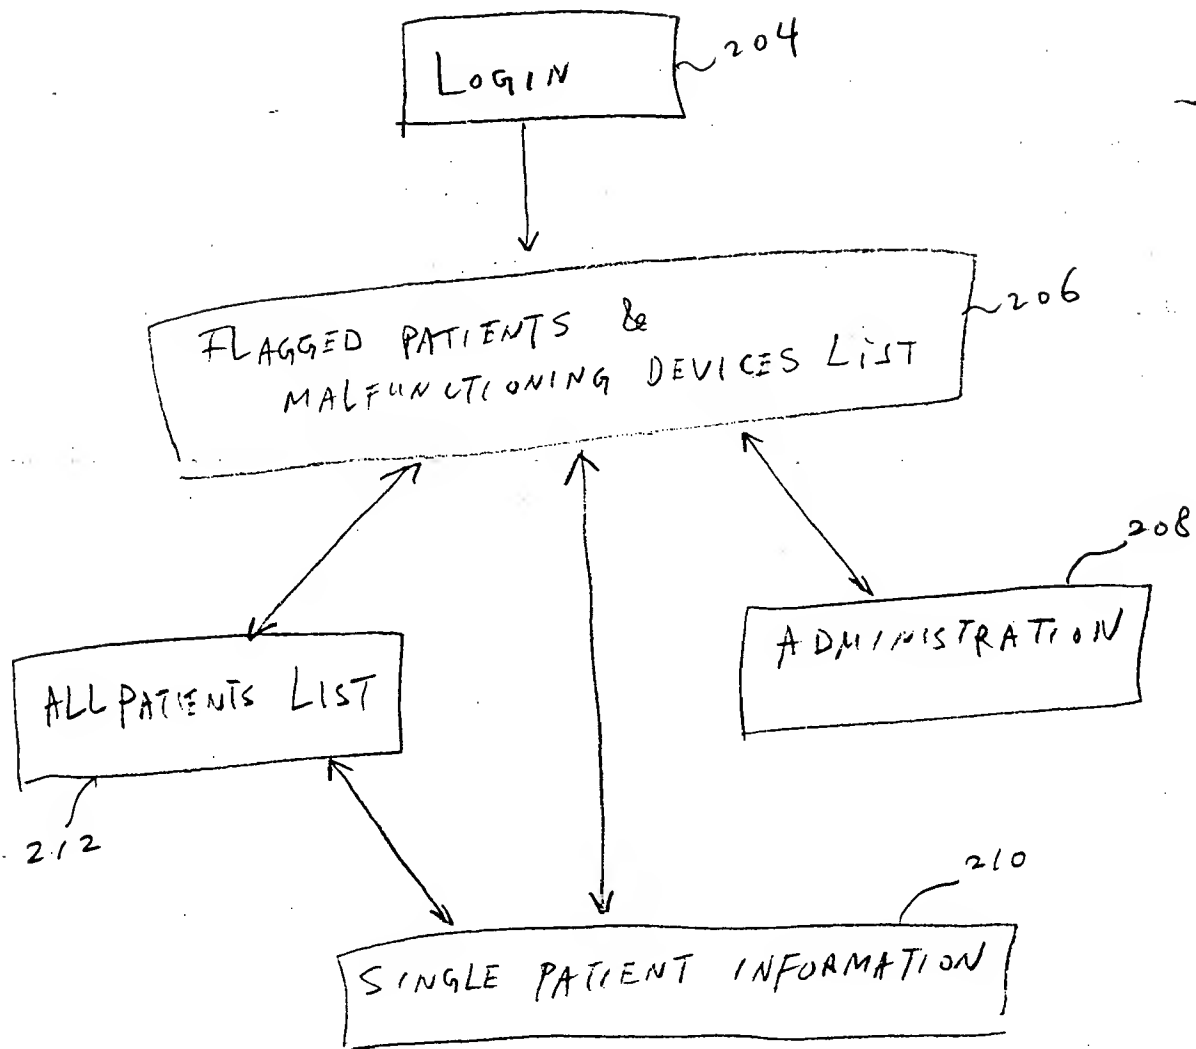 LOGIN
204
FLAGGED PATIENTS &
MALFUNCTIONING DEVICES LIST
206
208
ADMINISTRATION
ALL PATIENTS LIST
212
210
SINGLE PATIENT INFORMATION